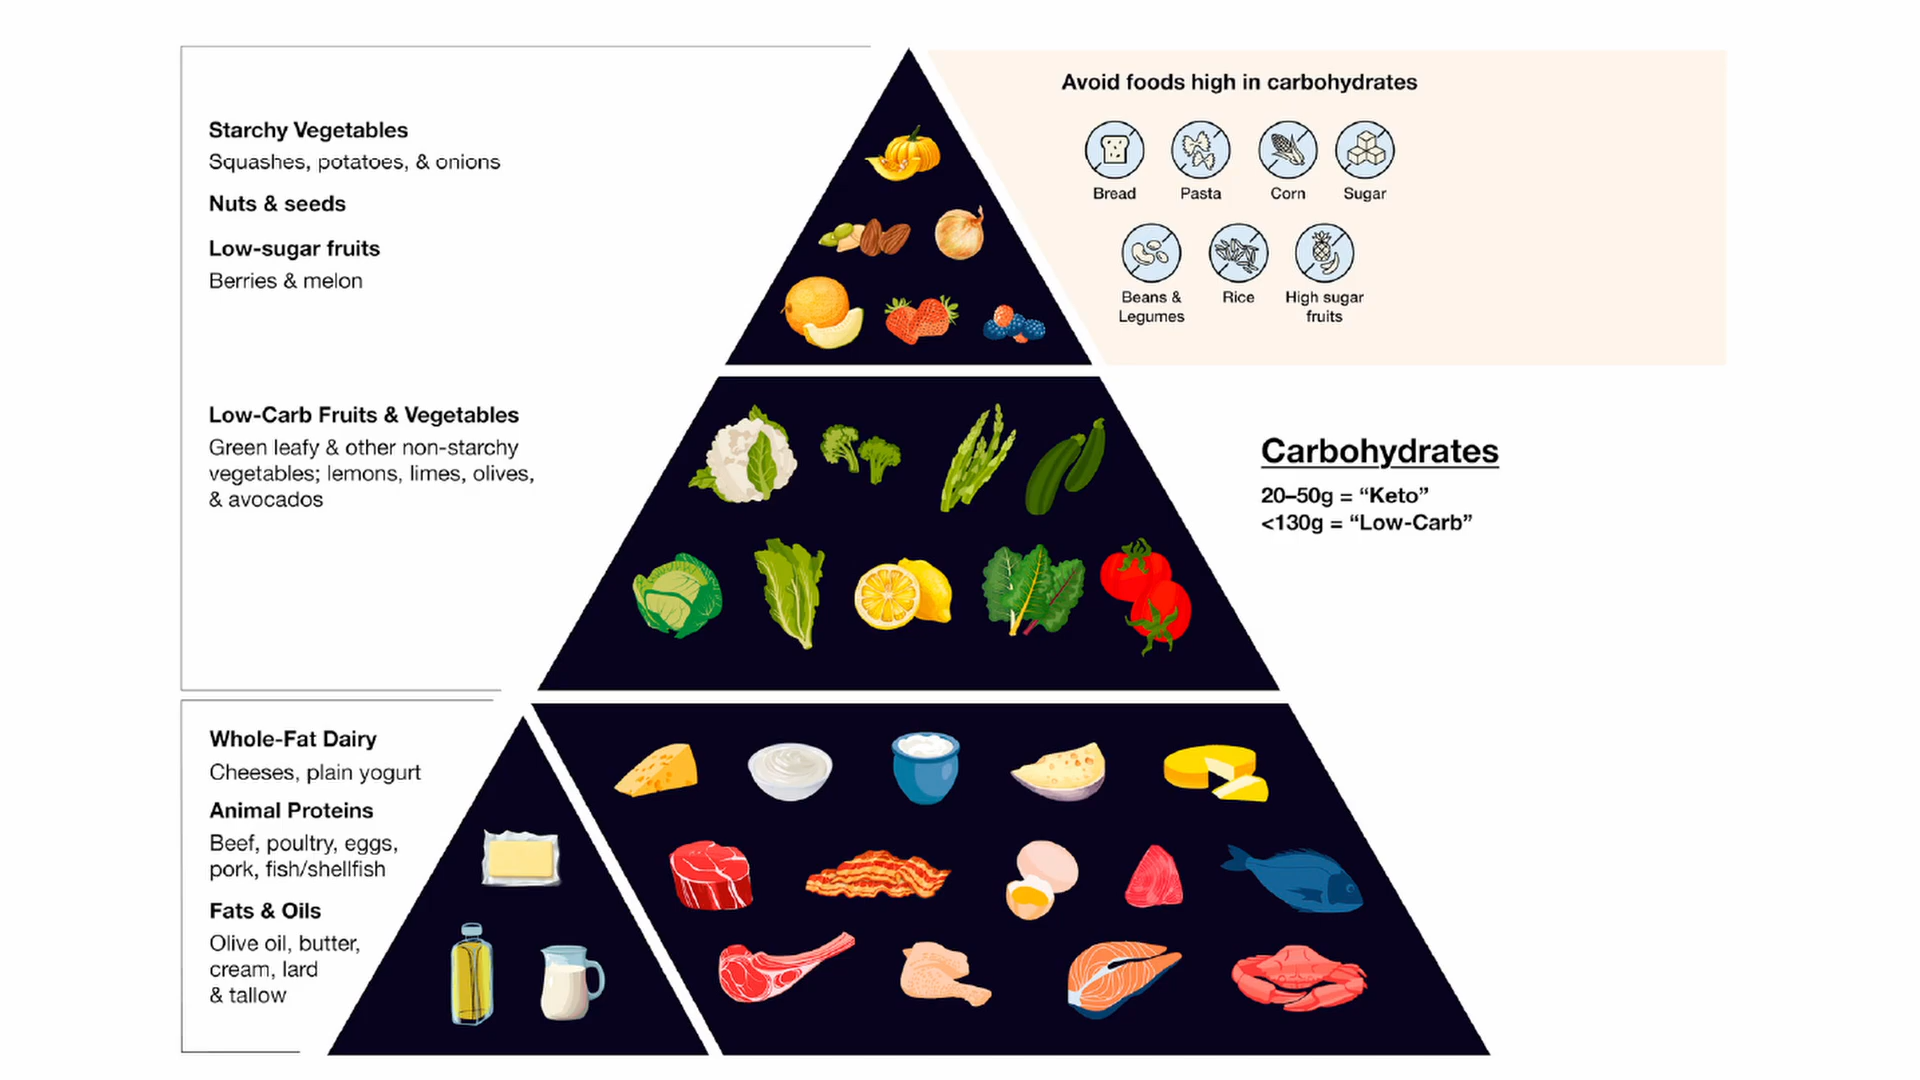 Starchy Vegetables
Squashes, potatoes, & onions
Nuts & seeds
Low-sugar fruits
Berries & melon
Avoid foods high in carbohydrates
Bread
Pasta
Corn
Sugar
Beans &
Legumes
Rice
High sugar
fruits
Low-Carb Fruits & Vegetables
Green leafy & other non-starchy
vegetables; lemons, limes, olives,
& avocados
Carbohydrates
20–50g = “Keto”
<130g = “Low-Carb”
Whole-Fat Dairy
Cheeses, plain yogurt
Animal Proteins
Beef, poultry, eggs,
pork, fish/shellfish
Fats & Oils
Olive oil, butter,
cream, lard
& tallow